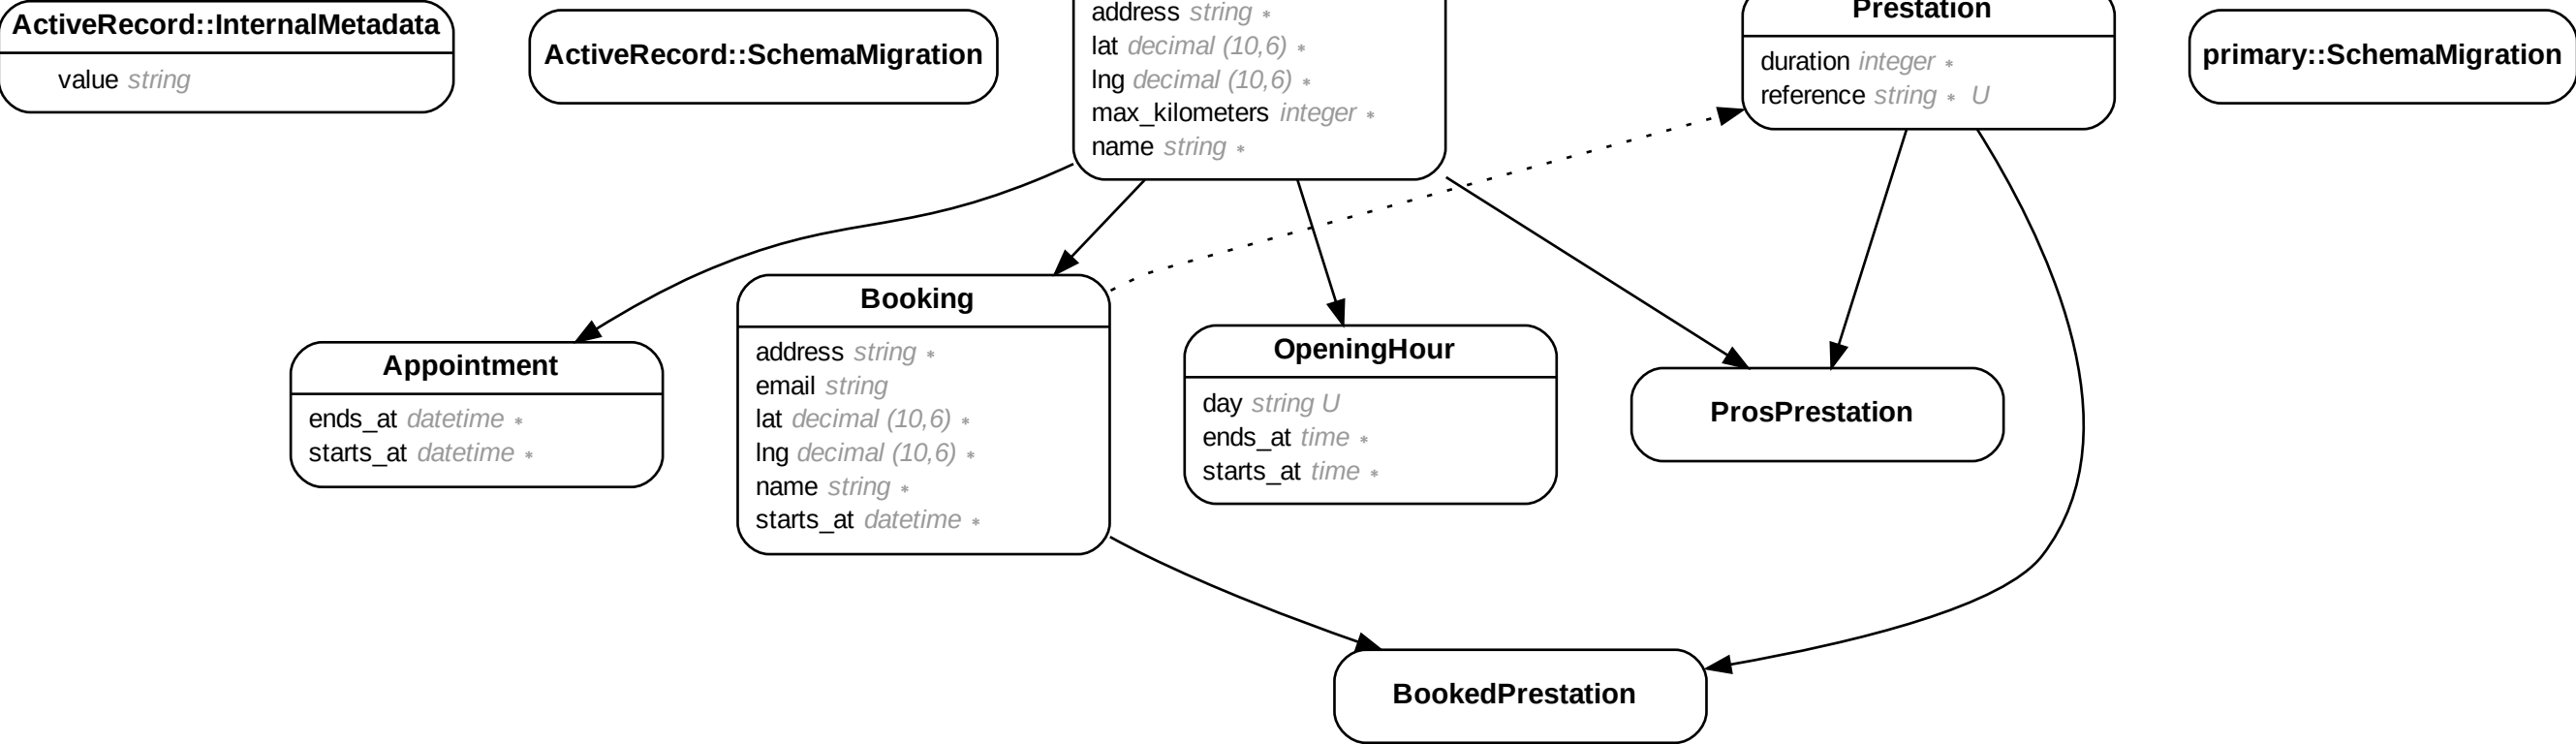 ActiveRecord::InternalMetadata
value string
ActiveRecord::SchemaMigration
address string *
lat decimal (10,6) *
lng decimal (10,6) *
max_kilometers integer *
name string *
Prestation
duration integer *
reference string * U
primary::SchemaMigration
Appointment
ends_at datetime *
starts_at datetime *
Booking
address string *
email string
lat decimal (10,6) *
lng decimal (10,6) *
name string *
starts_at datetime *
OpeningHour
day string U
ends_at time *
starts_at time *
ProsPrestation
BookedPrestation